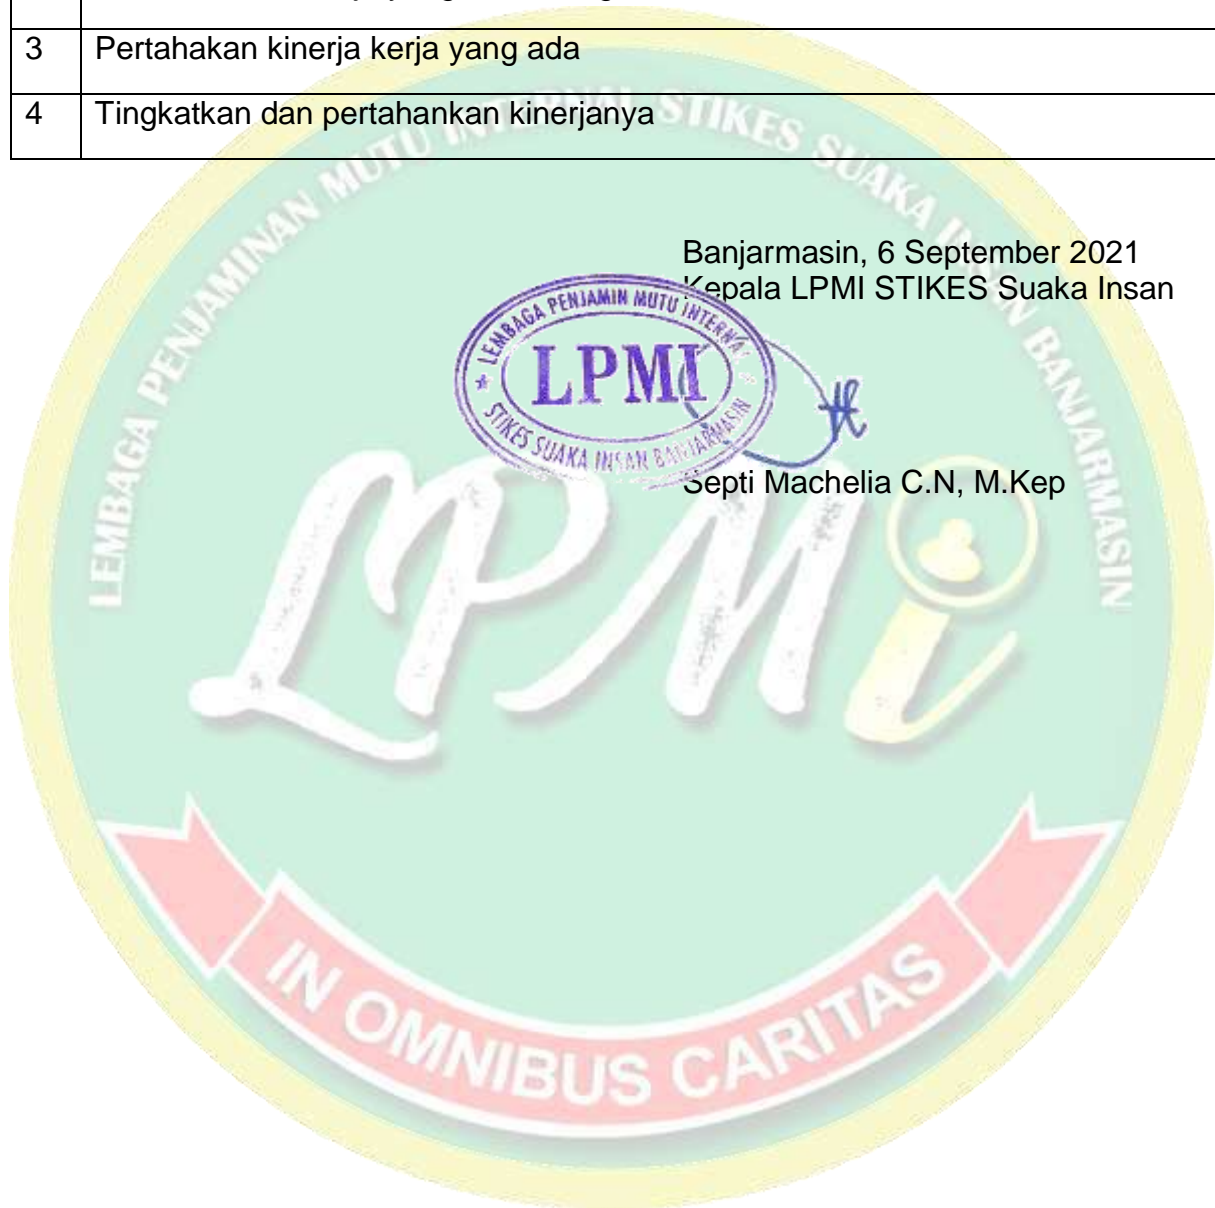 3 Pertahakan kinerja kerja yang ada
4 Tingkatkan dan pertahankan kinerjanya
Banjarmasin, 6 September 2021
Kepala LPMI STIKES Suaka Insan
LEMBAGA PENJAMIN MUTU INTERNAL
LPMI
STIKES SUAKA INSAN BANJARMASIN
Septi Machelia C.N, M.Kep
LEMBAGA PENJAMINAN MUTU INTERNAL STIKES SUAKA INSAN BANJARMASIN
LPMi
IN OMNIBUS CARITAS